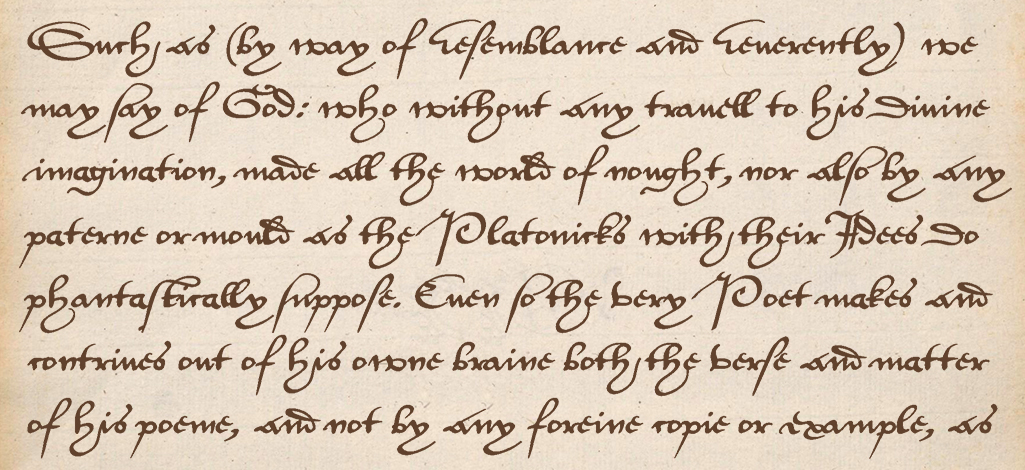 Such, as (by way of resemblance and reverently) we
may say of God: who without any travell to his divine
imagination, made all the world of nought, nor also by any
paterne or mould as the Platonicks with their Idees do
phantastically suppose. Even so the very Poet makes and
contrives out of his owne braine both the verse and matter
of his poeme, and not by any foreine copie or example, as